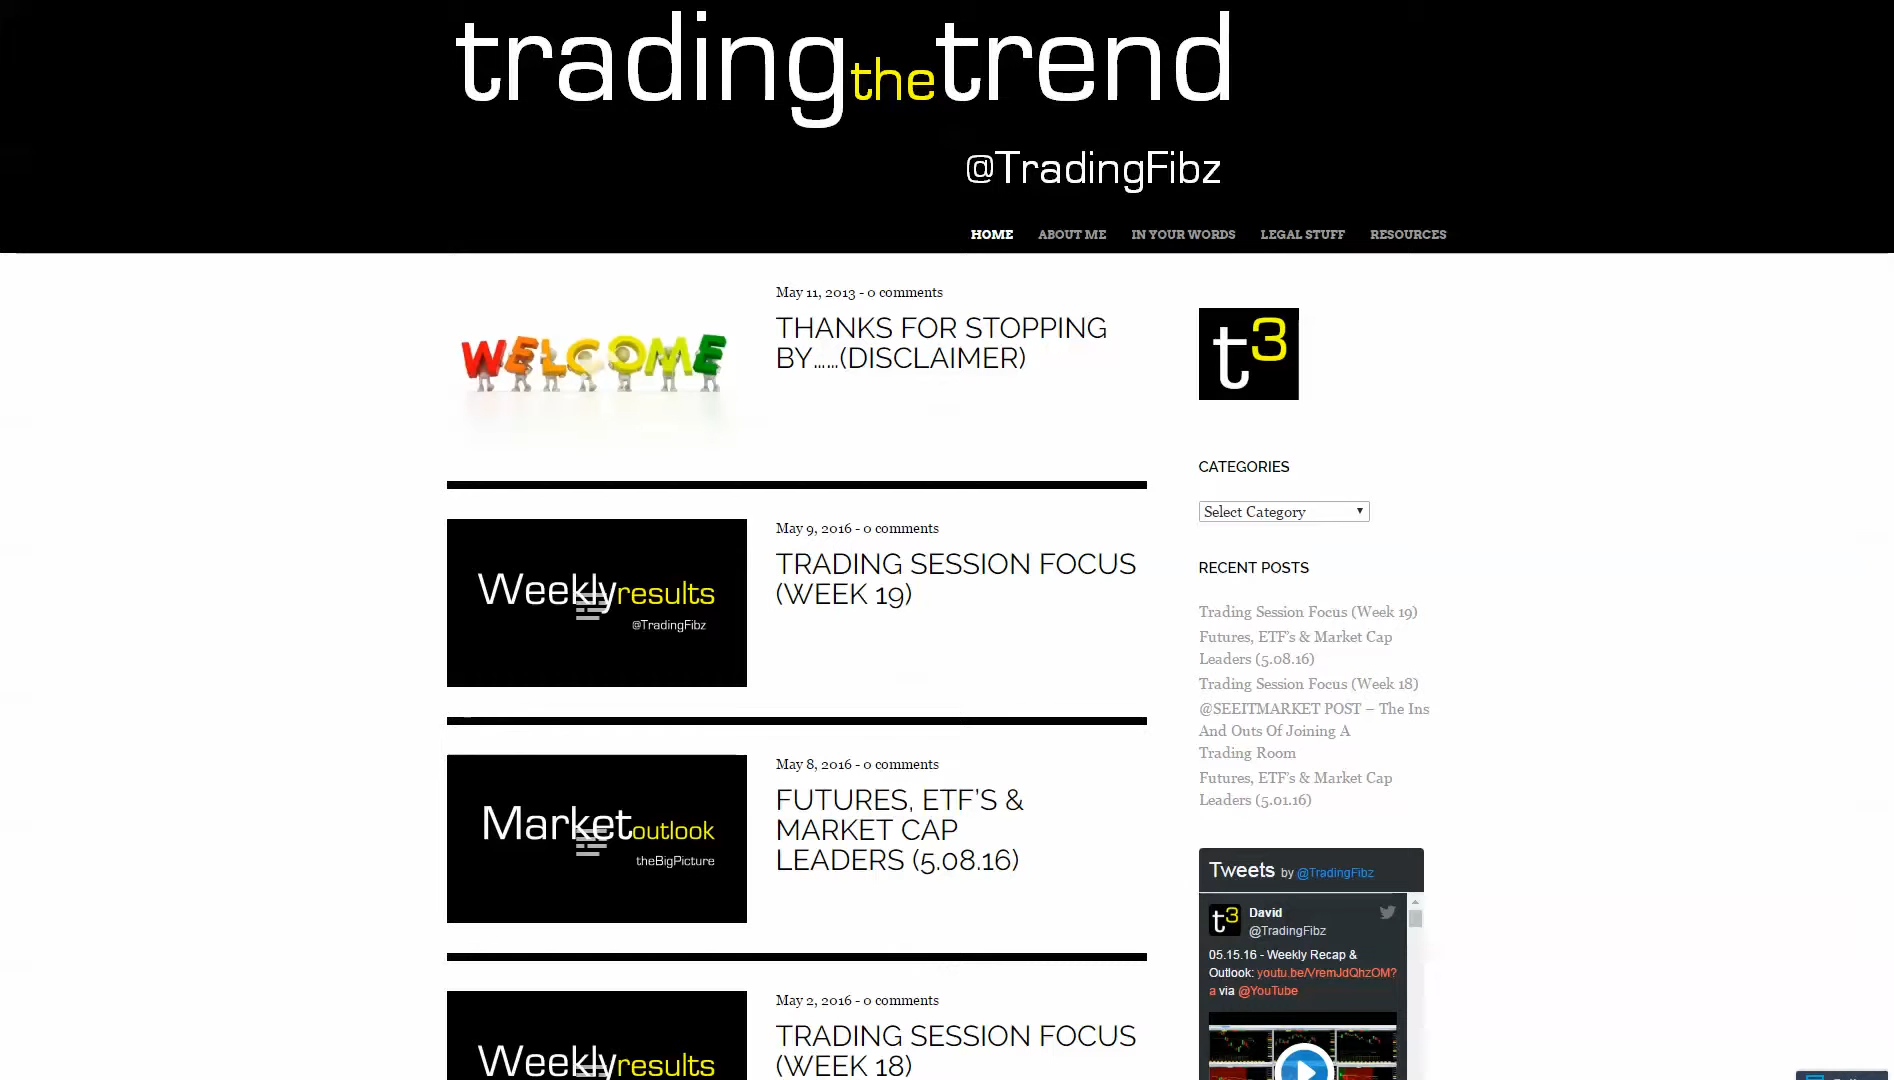 tradingthetrend
@TradingFibz
HOME ABOUT ME IN YOUR WORDS LEGAL STUFF RESOURCES
WELCOME
May 11, 2013 - 0 comments
THANKS FOR STOPPING
BY......(DISCLAIMER)
Weeklyresults
@TradingFibz
May 9, 2016 - 0 comments
TRADING SESSION FOCUS
(WEEK 19)
Marketoutlook
theBigPicture
May 8, 2016 - 0 comments
FUTURES, ETF'S &
MARKET CAP
LEADERS (5.08.16)
Weeklyresults
May 2, 2016 - 0 comments
TRADING SESSION FOCUS
(WEEK 18)
t3
CATEGORIES
Select Category
RECENT POSTS
Trading Session Focus (Week 19)
Futures, ETF's & Market Cap
Leaders (5.08.16)
Trading Session Focus (Week 18)
@SEEITMARKET POST – The Ins
And Outs Of Joining A
Trading Room
Futures, ETF's & Market Cap
Leaders (5.01.16)
Tweets by @TradingFibz
t3
David
@TradingFibz
05.15.16 - Weekly Recap &
Outlook: youtu.be/VremJdQhzOM?
a via @YouTube